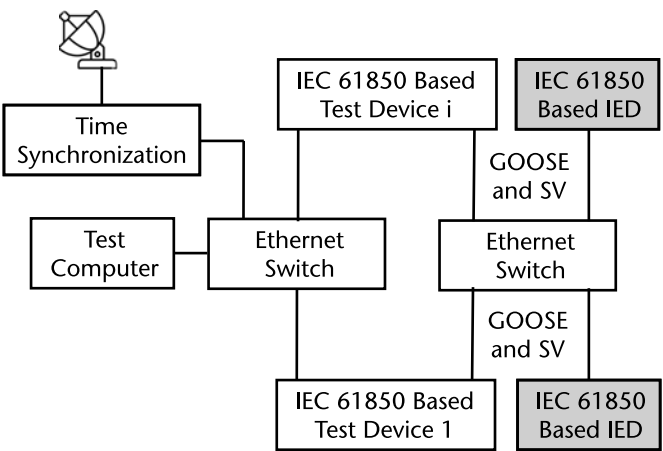 IEC 61850 Based
Test Device i
IEC 61850
Based IED
Time
Synchronization
GOOSE
and SV
Test
Computer
Ethernet
Switch
Ethernet
Switch
GOOSE
and SV
IEC 61850 Based
Test Device 1
IEC 61850
Based IED